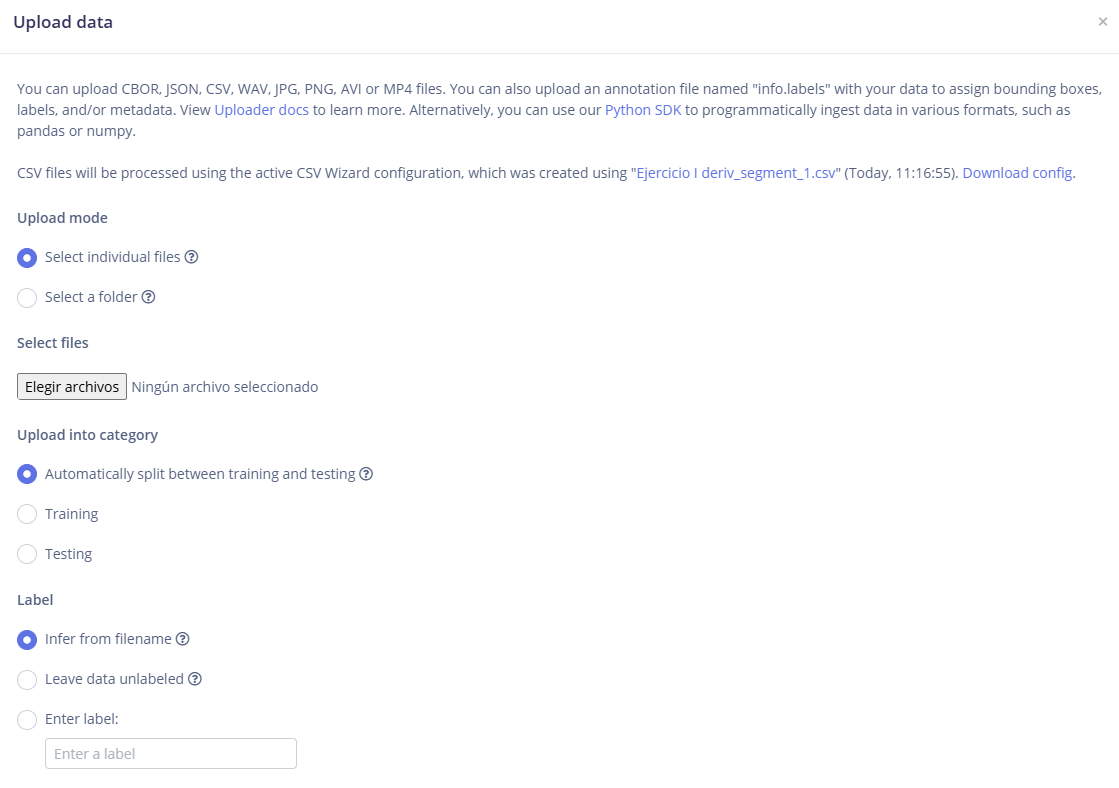 Upload data
×
You can upload CBOR, JSON, CSV, WAV, JPG, PNG, AVI or MP4 files. You can also upload an annotation file named "info.labels" with your data to assign bounding boxes,
labels, and/or metadata. View Uploader docs to learn more. Alternatively, you can use our Python SDK to programmatically ingest data in various formats, such as
pandas or numpy.
CSV files will be processed using the active CSV Wizard configuration, which was created using "Ejercicio I deriv_segment_1.csv" (Today, 11:16:55). Download config.
Upload mode
Select individual files ?
Select a folder ?
Select files
Elegir archivos Ningún archivo seleccionado
Upload into category
Automatically split between training and testing ?
Training
Testing
Label
Infer from filename ?
Leave data unlabeled ?
Enter label:
Enter a label